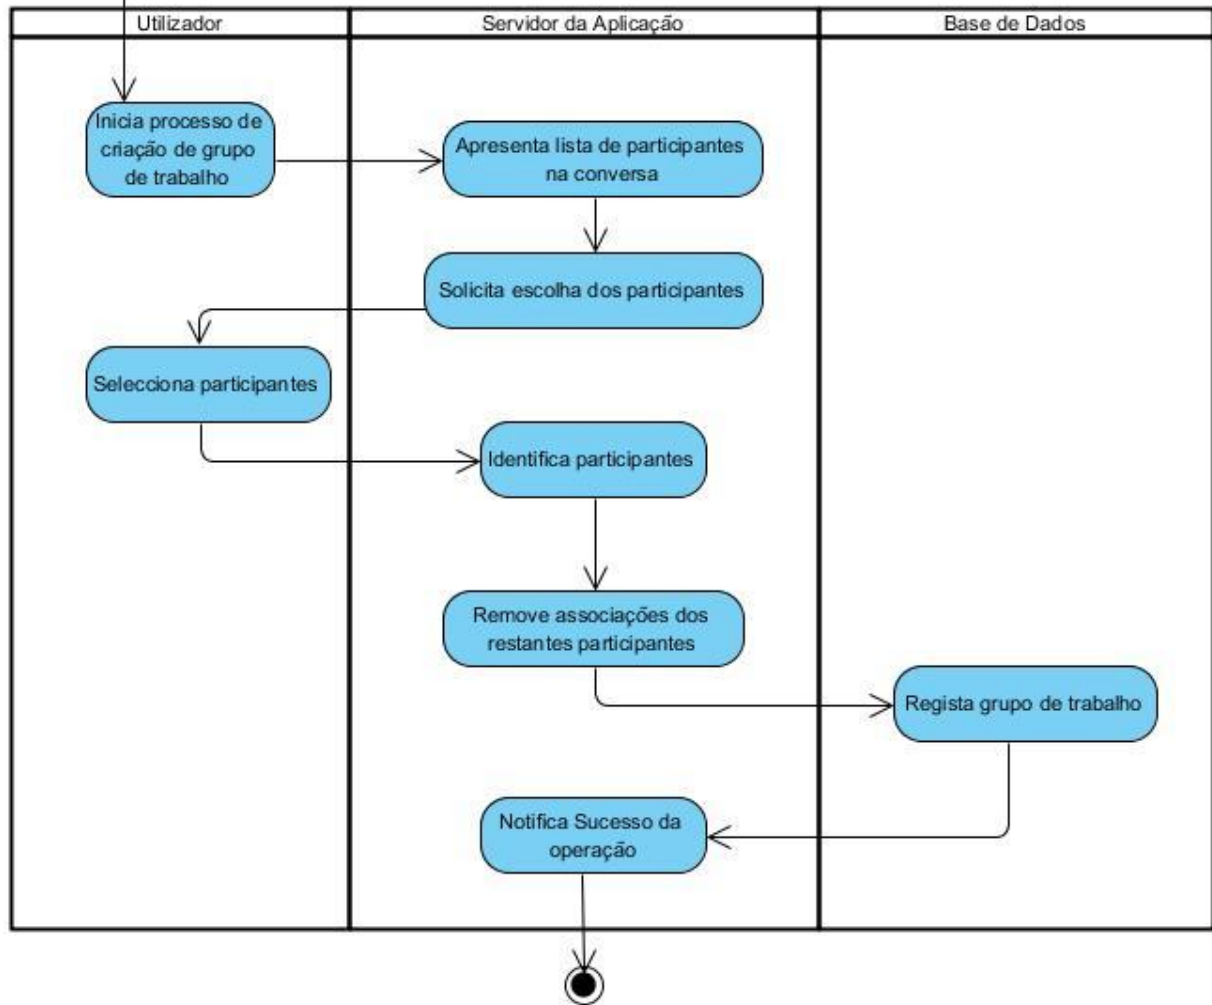 Utilizador
Servidor da Aplicação
Base de Dados
Inicia processo de
criação de grupo
de trabalho
Apresenta lista de participantes
na conversa
Solicita escolha dos participantes
Selecciona participantes
Identifica participantes
Remove associações dos
restantes participantes
Regista grupo de trabalho
Notifica Sucesso da
operação